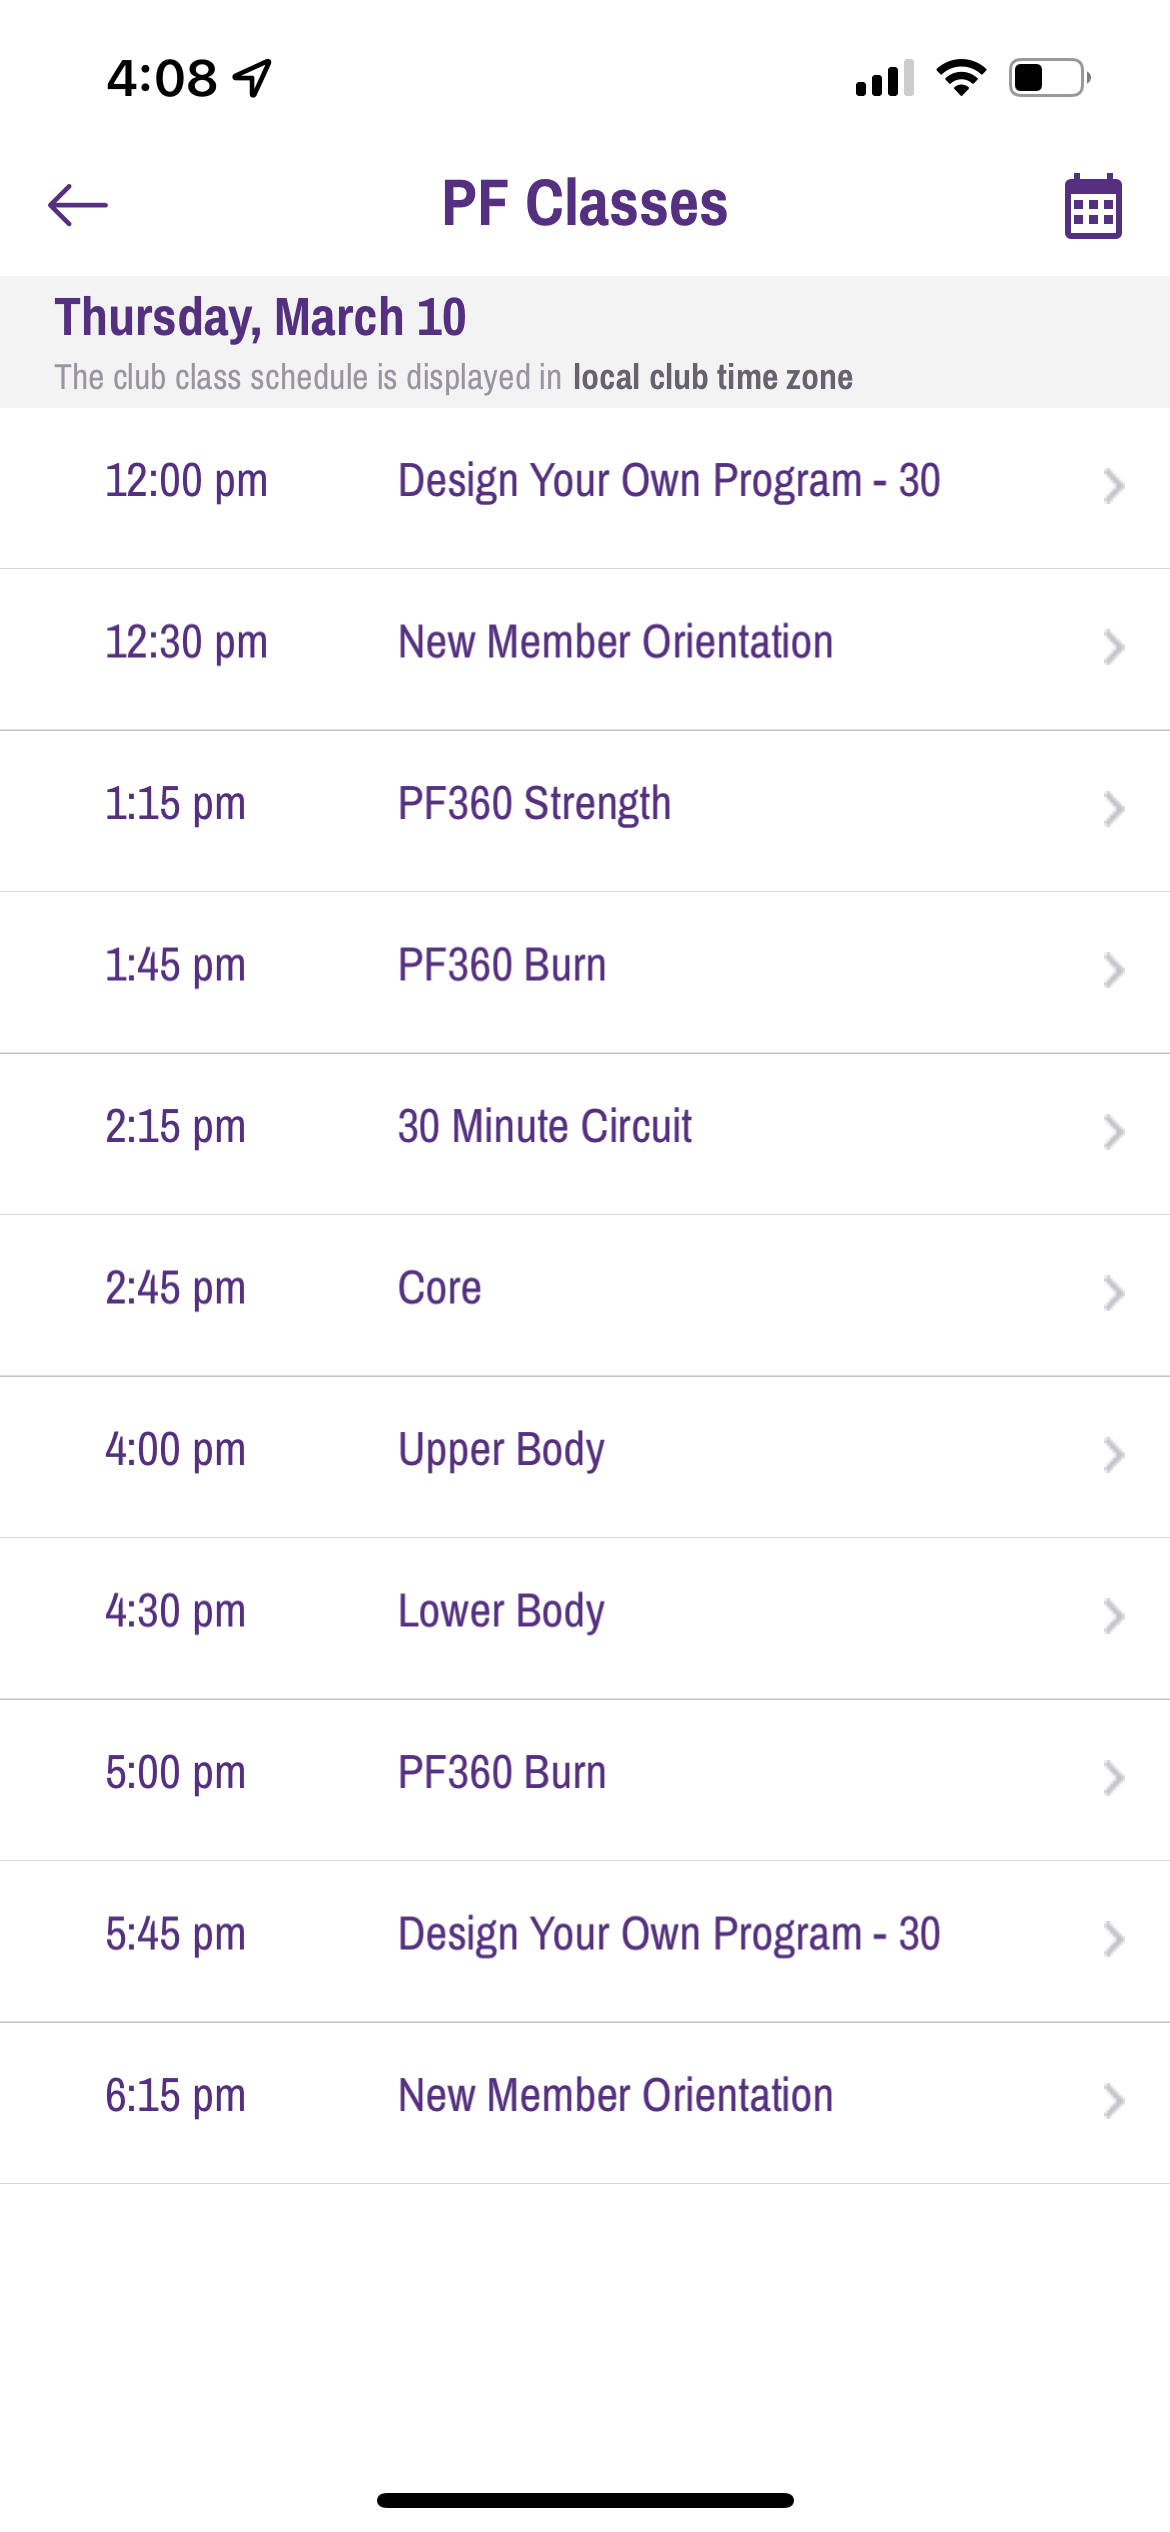 4:08
PF Classes
Thursday, March 10
The club class schedule is displayed in local club time zone
12:00 pm Design Your Own Program - 30
12:30 pm New Member Orientation
1:15 pm PF360 Strength
1:45 pm PF360 Burn
2:15 pm 30 Minute Circuit
2:45 pm Core
4:00 pm Upper Body
4:30 pm Lower Body
5:00 pm PF360 Burn
5:45 pm Design Your Own Program - 30
6:15 pm New Member Orientation